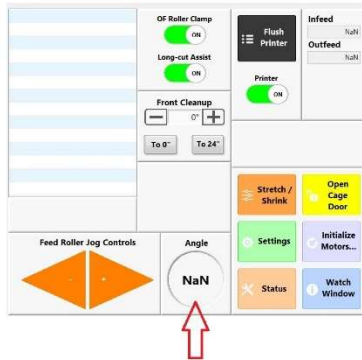 OF Roller Clamp
ON
Long-cut Assist
ON
Flush
Printer
Printer
ON
Infeed
NaN
Outfeed
NaN
Front Cleanup
0"
To 0"
To 24"
Stretch /
Shrink
Open
Cage
Door
Settings
Initialize
Motors...
Status
Watch
Window
Feed Roller Jog Controls
-
+
Angle
NaN